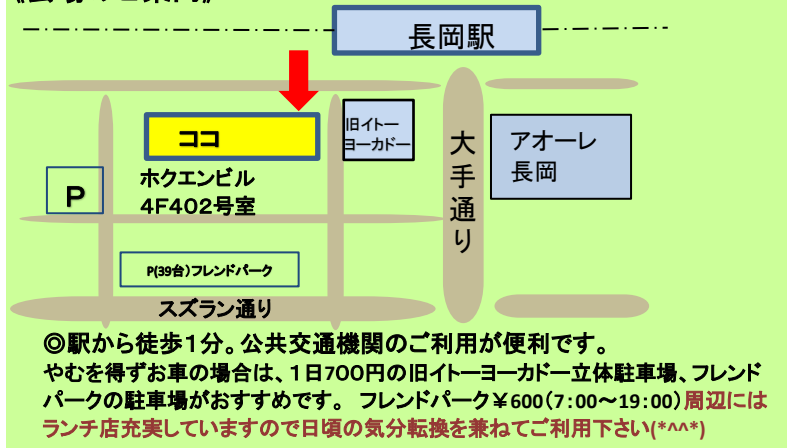 長岡駅
ココ
旧イトー
ヨーカドー
大手通り
アオーレ
長岡
P
ホクエンビル
4F402号室
P(39台)フレンドパーク
スズラン通り
◎駅から徒歩1分。公共交通機関のご利用が便利です。
やむを得ずお車の場合は、1日700円の旧イトーヨーカドー立体駐車場、フレンド
パークの駐車場がおすすめです。 フレンドパーク¥600(7:00～19:00)周辺には
ランチ店充実していますので日頃の気分転換を兼ねてご利用下さい(*^^*)